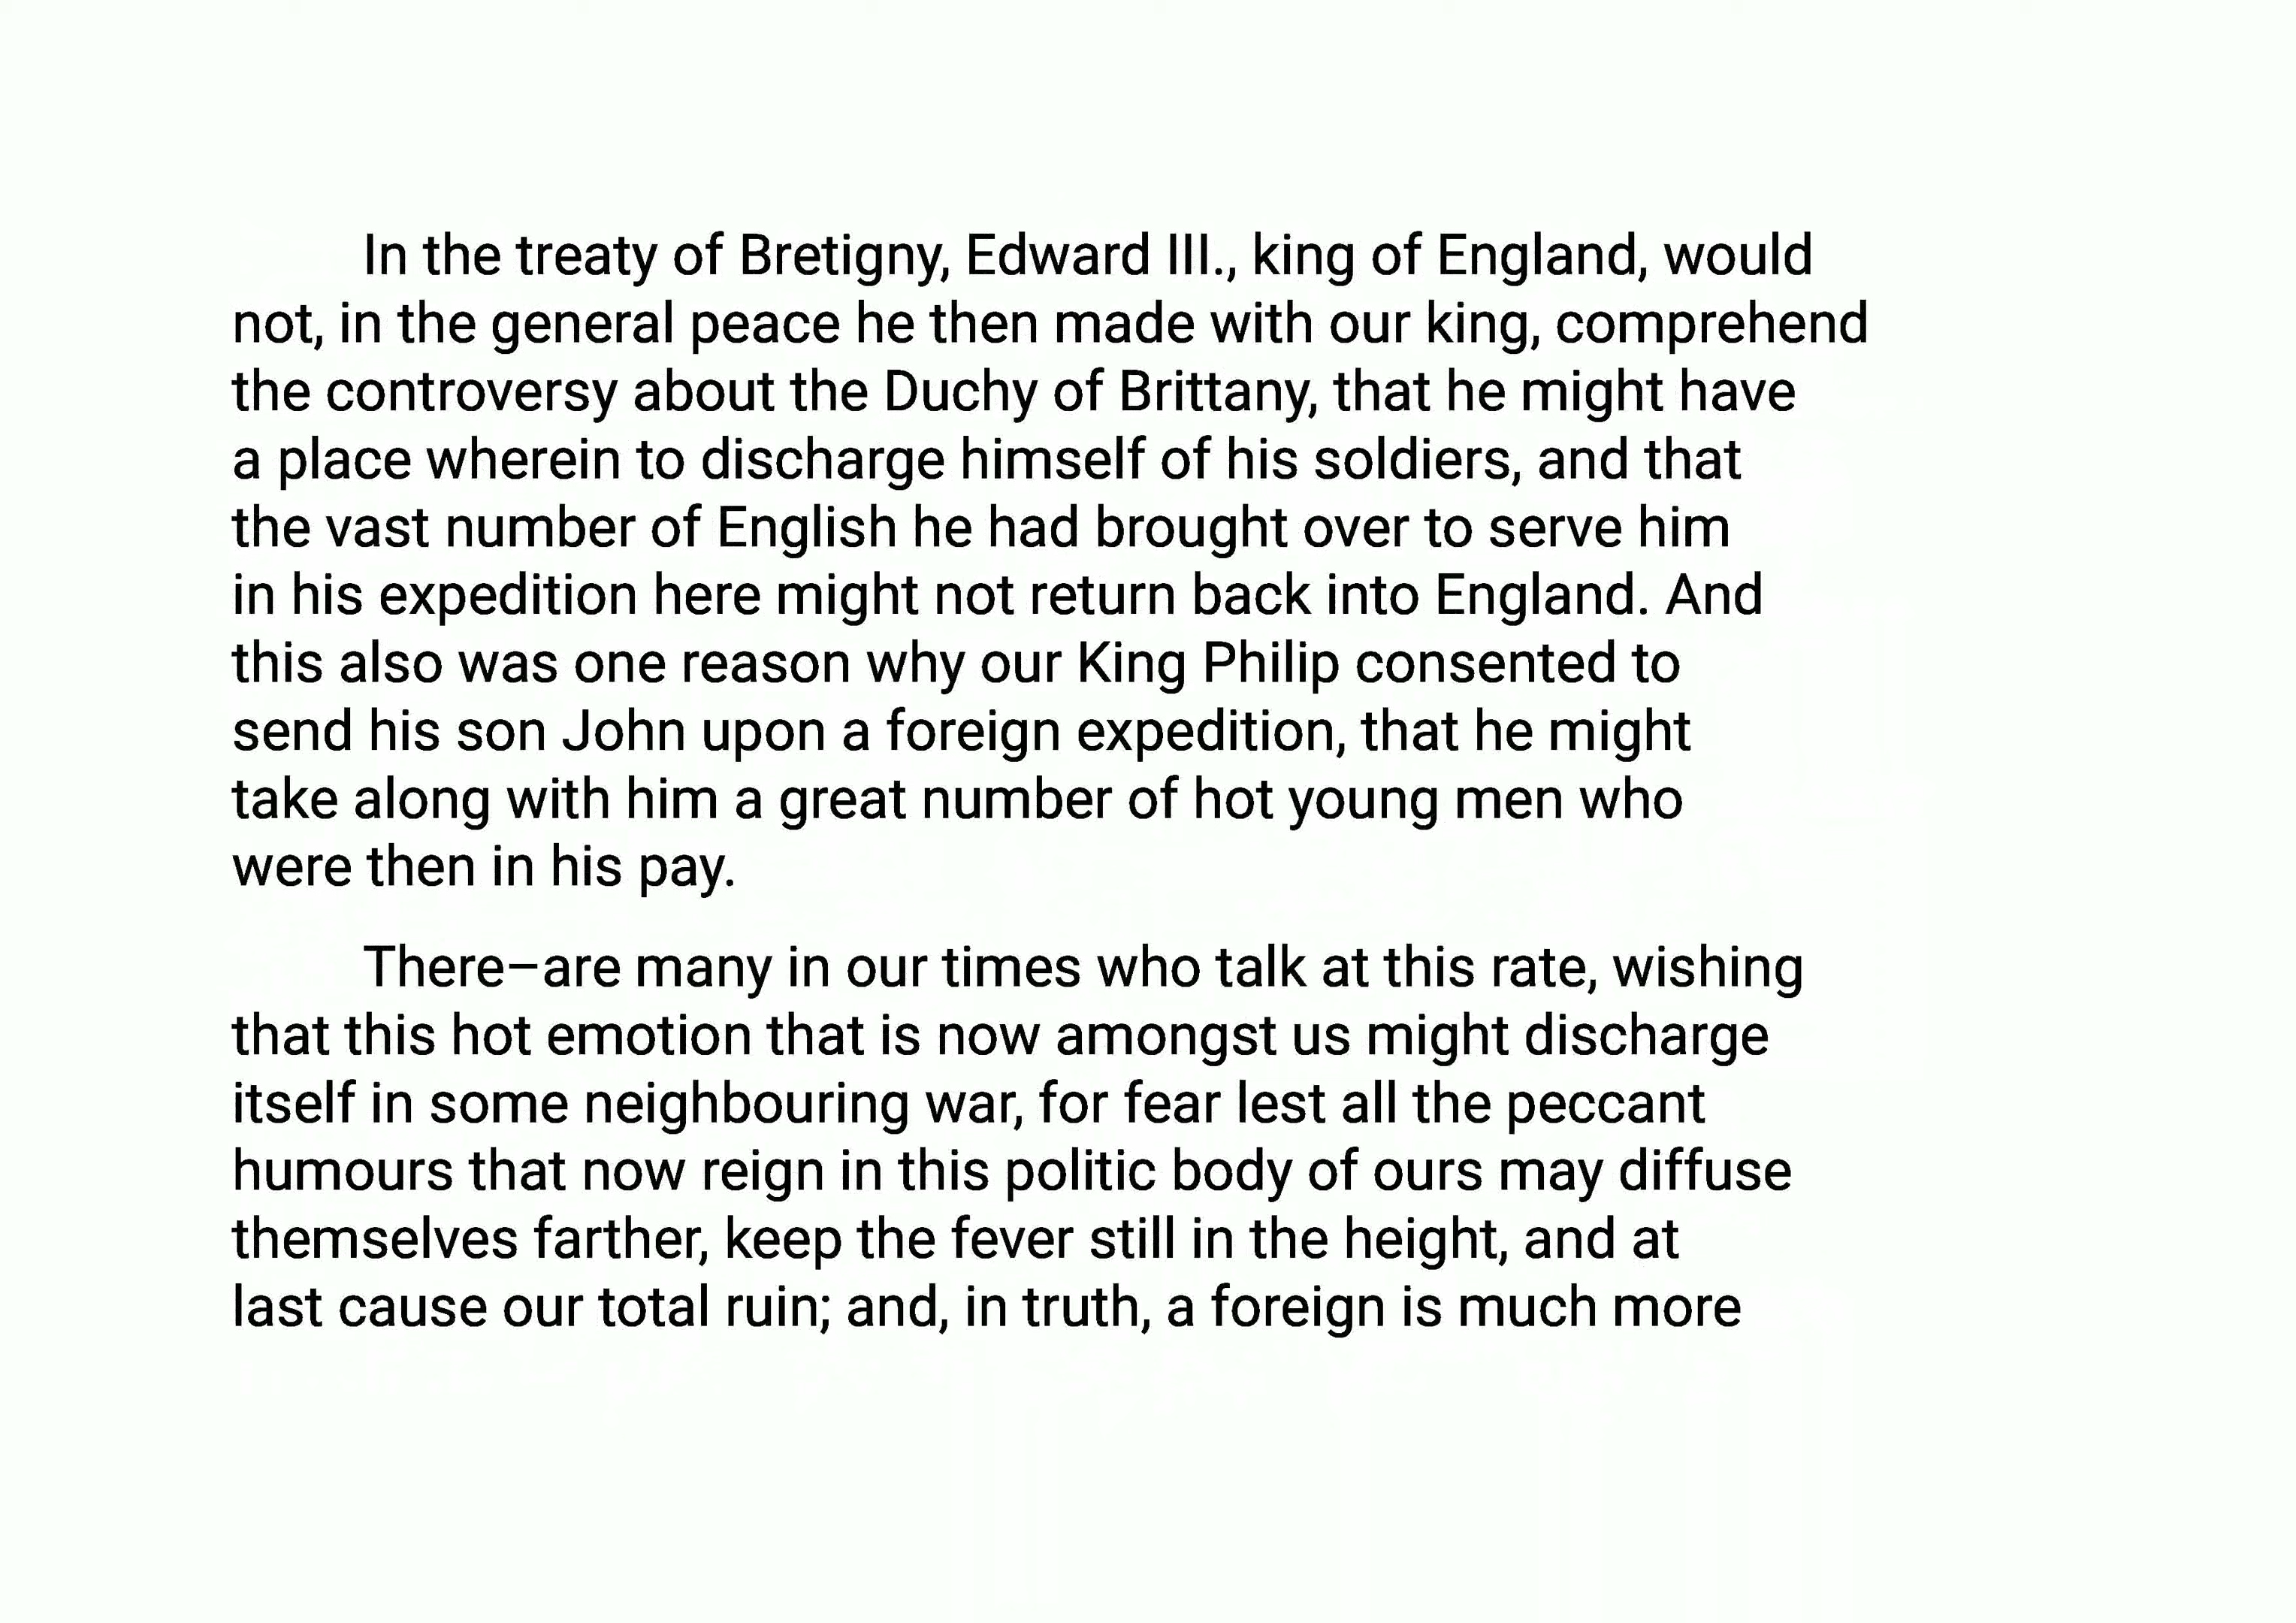 In the treaty of Bretigny, Edward III., king of England, would
not, in the general peace he then made with our king, comprehend
the controversy about the Duchy of Brittany, that he might have
a place wherein to discharge himself of his soldiers, and that
the vast number of English he had brought over to serve him
in his expedition here might not return back into England. And
this also was one reason why our King Philip consented to
send his son John upon a foreign expedition, that he might
take along with him a great number of hot young men who
were then in his pay.
There–are many in our times who talk at this rate, wishing
that this hot emotion that is now amongst us might discharge
itself in some neighbouring war, for fear lest all the peccant
humours that now reign in this politic body of ours may diffuse
themselves farther, keep the fever still in the height, and at
last cause our total ruin; and, in truth, a foreign is much more